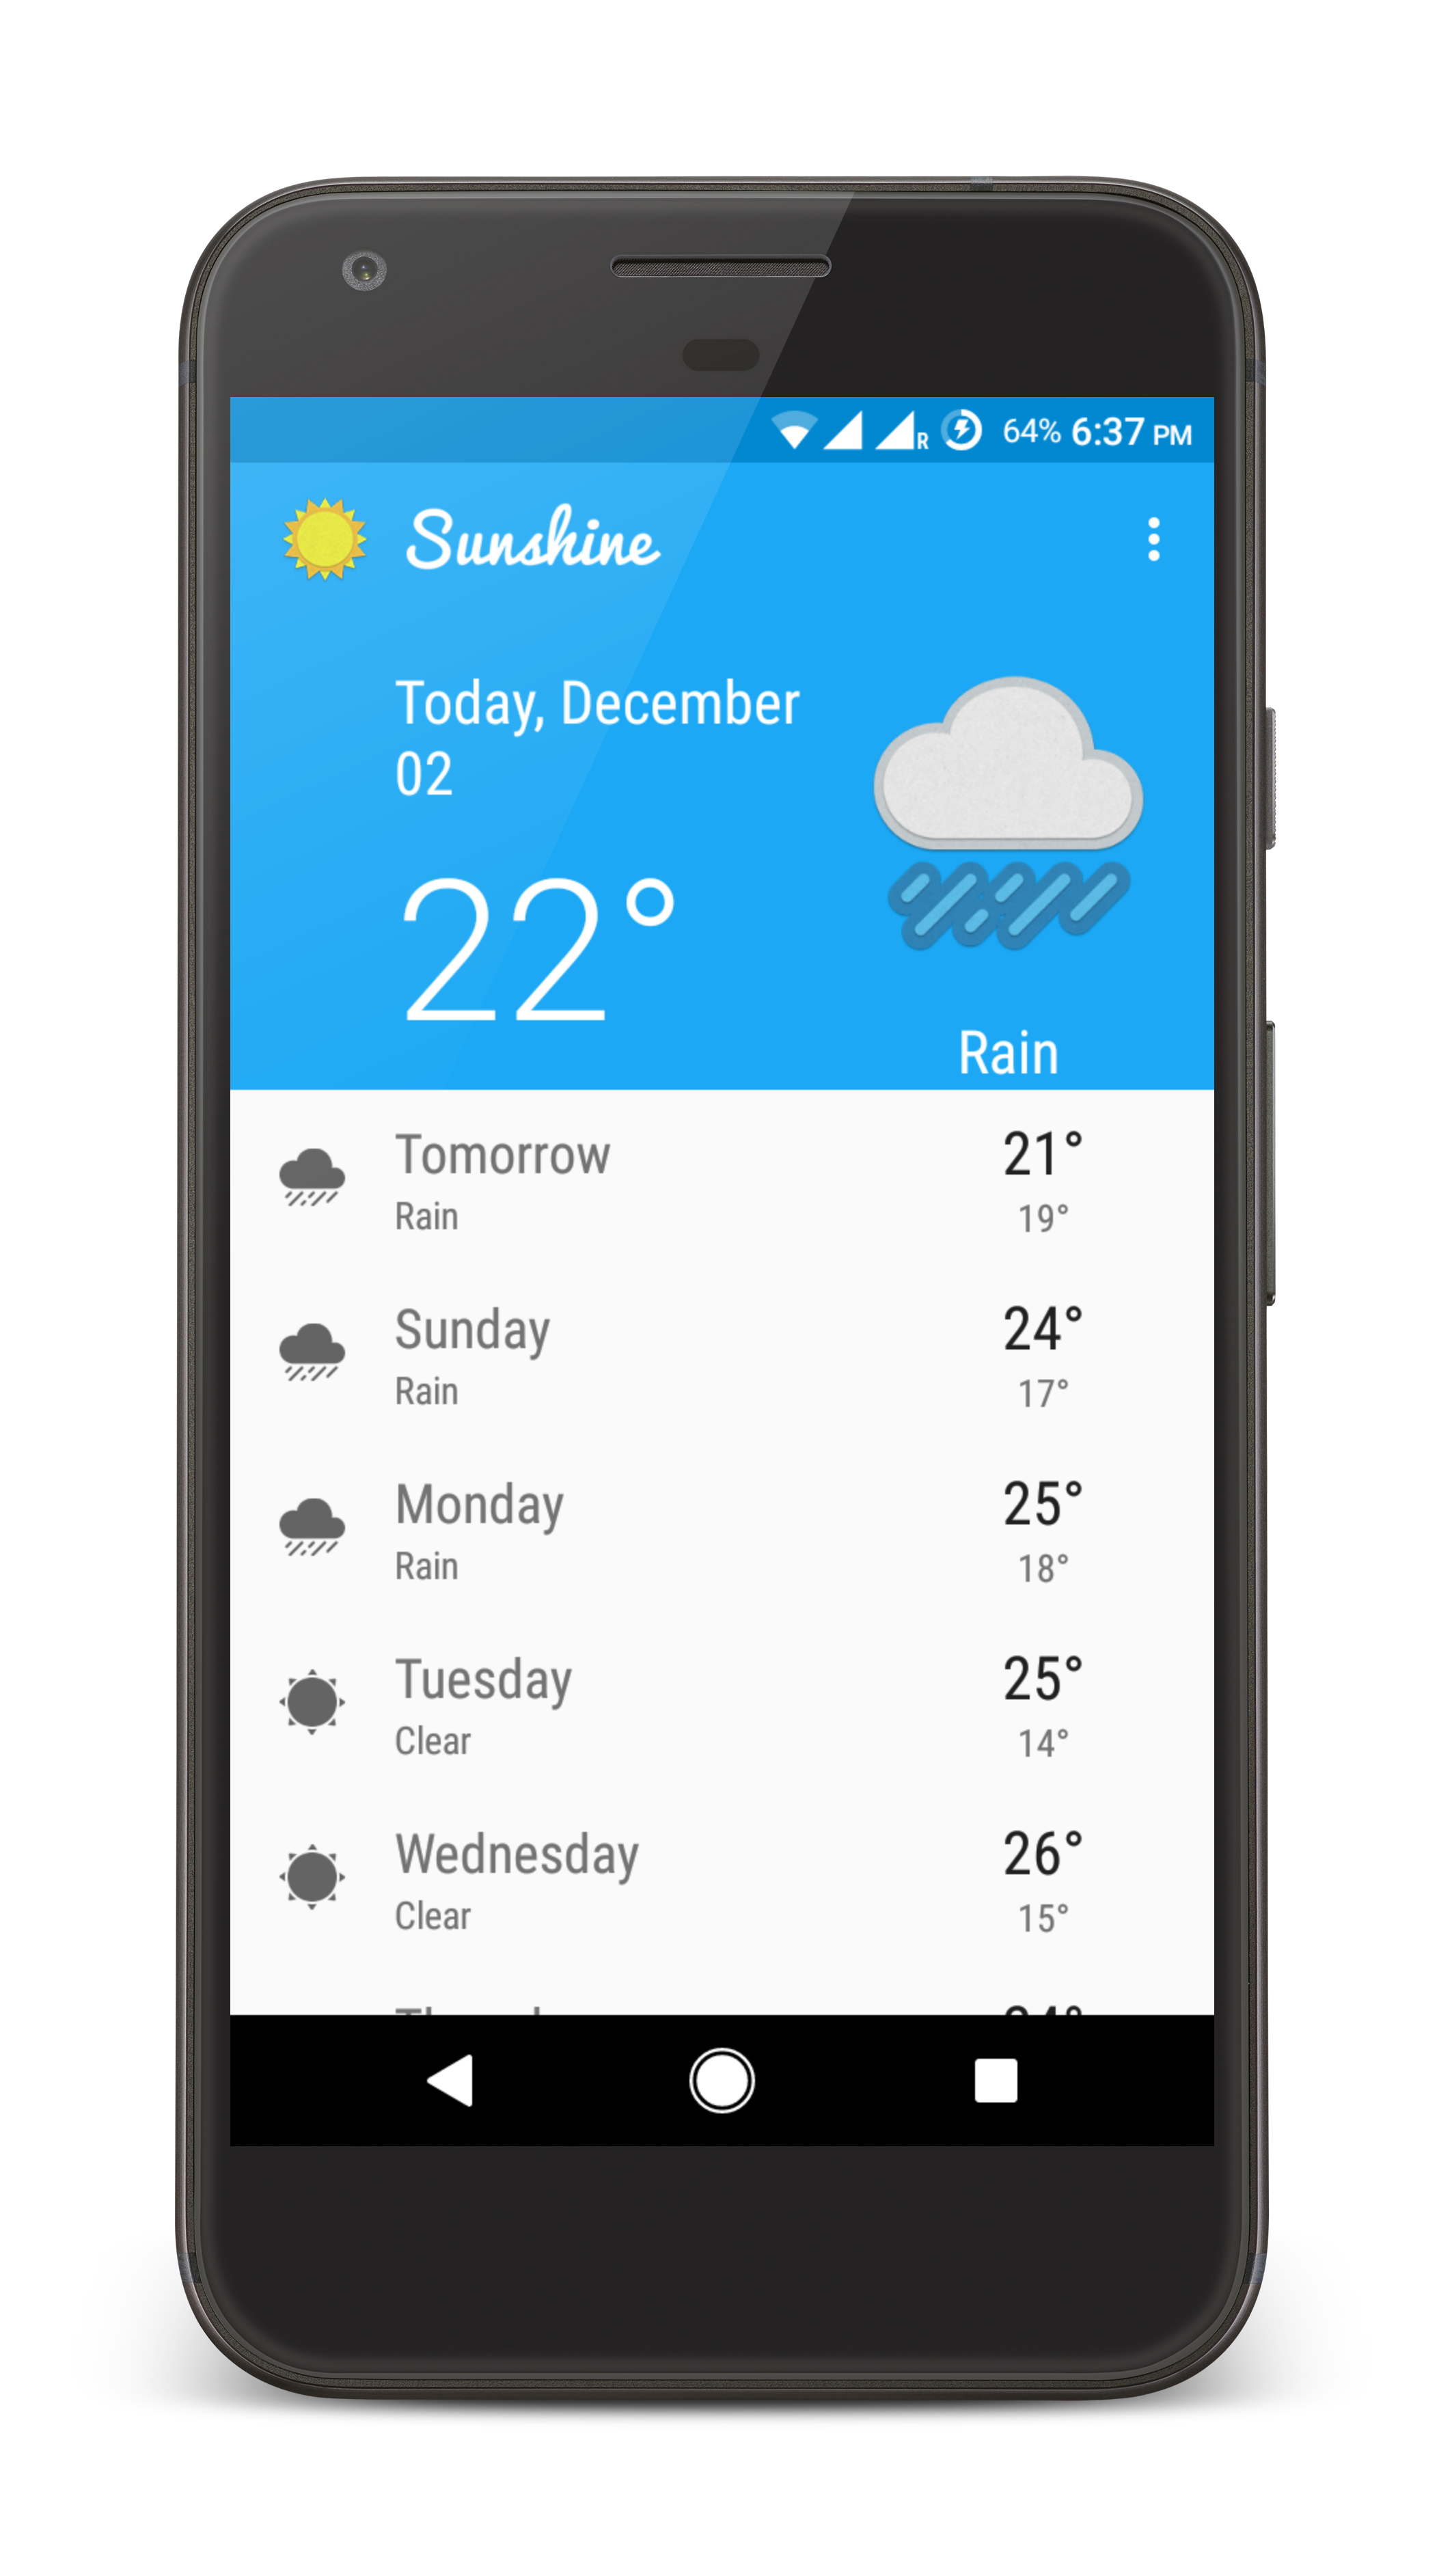 R 64% 6:37 PM
Sunshine
Today, December
02
22°
Rain
Tomorrow 21°
Rain 19°
Sunday 24°
Rain 17°
Monday 25°
Rain 18°
Tuesday 25°
Clear 14°
Wednesday 26°
Clear 15°